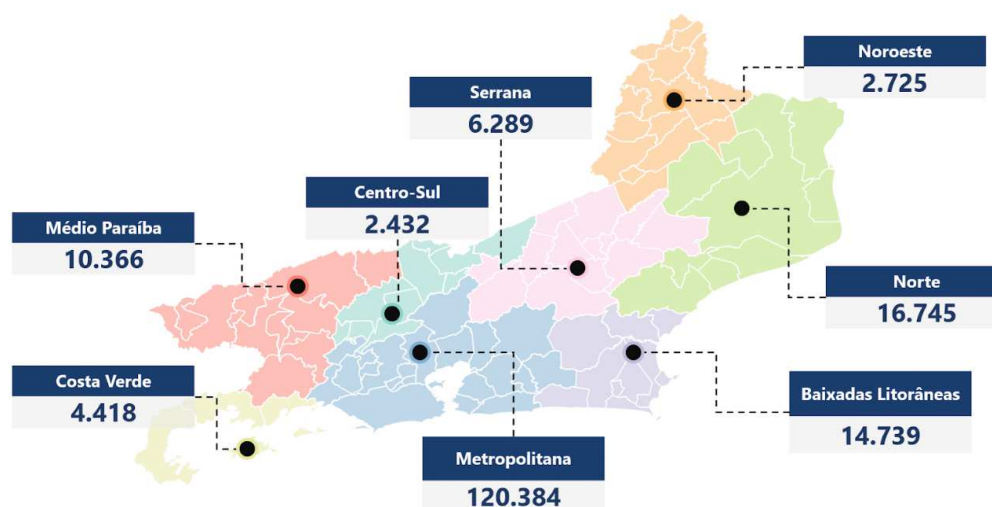 Noroeste
2.725
Serrana
6.289
Centro-Sul
2.432
Médio Paraíba
10.366
Norte
16.745
Costa Verde
4.418
Baixadas Litorâneas
14.739
Metropolitana
120.384